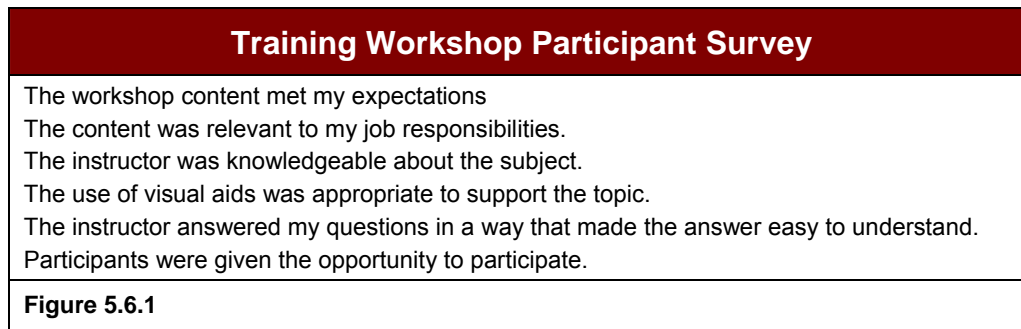 Training Workshop Participant Survey
The workshop content met my expectations
The content was relevant to my job responsibilities.
The instructor was knowledgeable about the subject.
The use of visual aids was appropriate to support the topic.
The instructor answered my questions in a way that made the answer easy to understand.
Participants were given the opportunity to participate.
Figure 5.6.1